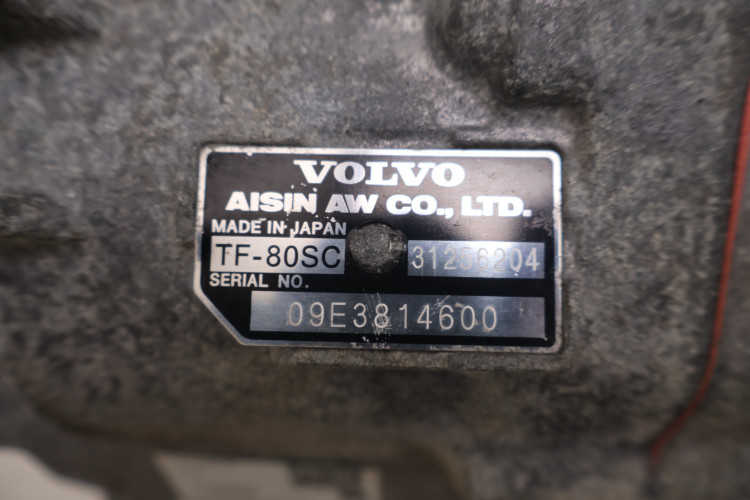 VOLVO
AISIN AW CO., LTD.
MADE IN JAPAN
TF-80SC 31256204
SERIAL NO.
09E3814600